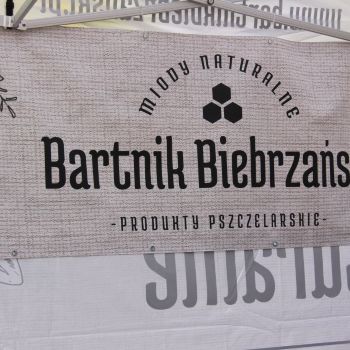 MIODY NATURALNE
Bartnik Biebrzańs
-PRODUKTY PSZCZELARSKIE-